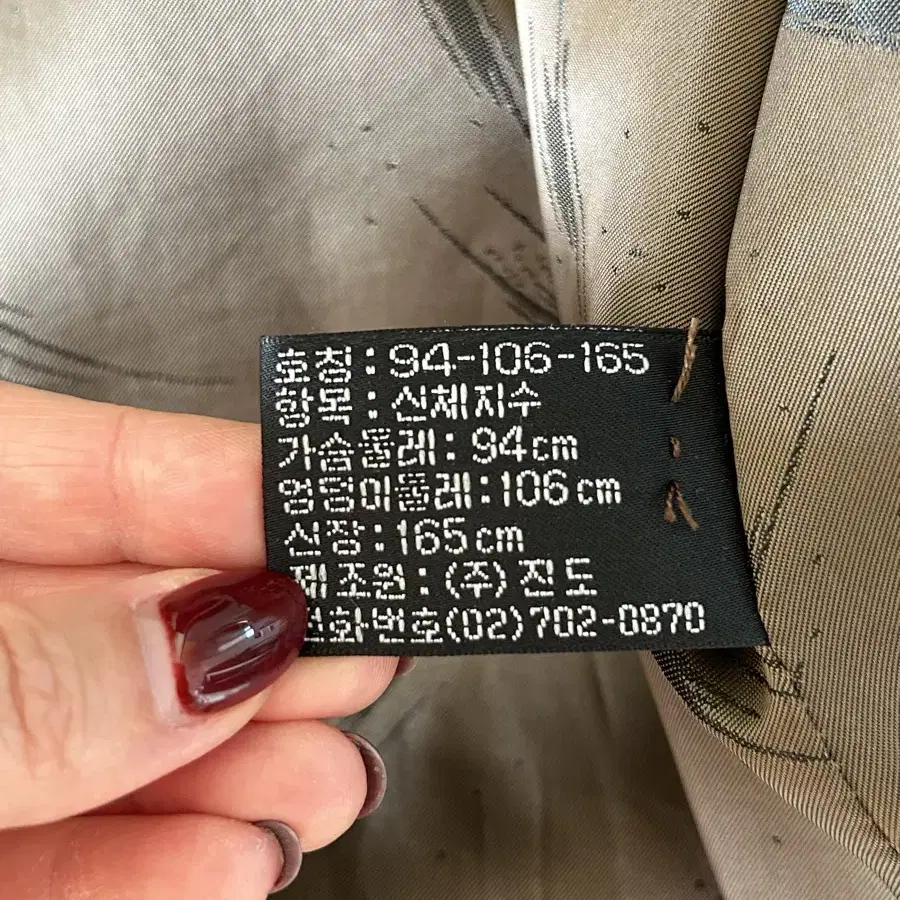 호칭:94-106-165
항목:신체지수
가슴둘레:94cm
엉덩이둘레:106cm
신장:165cm
제조원:(주)진도
전화번호(02)702-0870